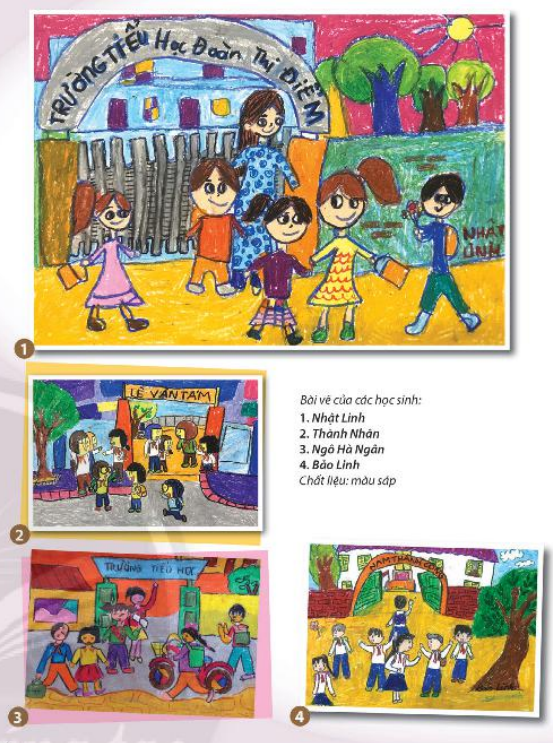 TRƯỜNG TIỂU HỌC ĐOÀN THỊ ĐIỂM
NHẬT
LINH
1
LÊ VĂN TÁM
2
Bài vẽ của các học sinh:
1. Nhật Linh
2. Thành Nhân
3. Ngô Hà Ngân
4. Bảo Linh
Chất liệu: màu sáp
TRƯỜNG TIỂU HỌC
3
NAM THÀNH CÔNG
4